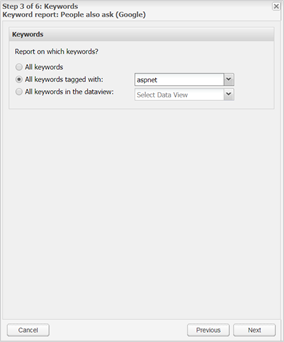 Step 3 of 6: Keywords
Keyword report: People also ask (Google)
Keywords
Report on which keywords?
All keywords
All keywords tagged with: aspnet
All keywords in the dataview: Select Data View
Cancel Previous Next